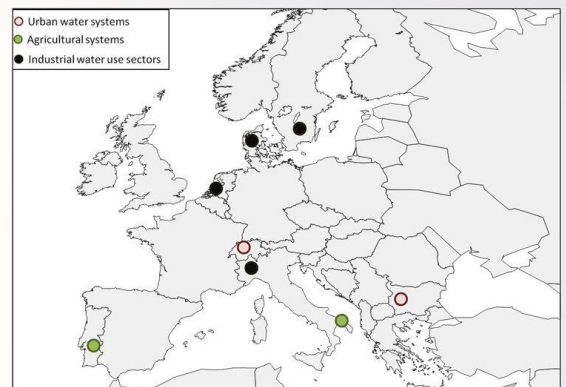 Urban water systems
Agricultural systems
Industrial water use sectors